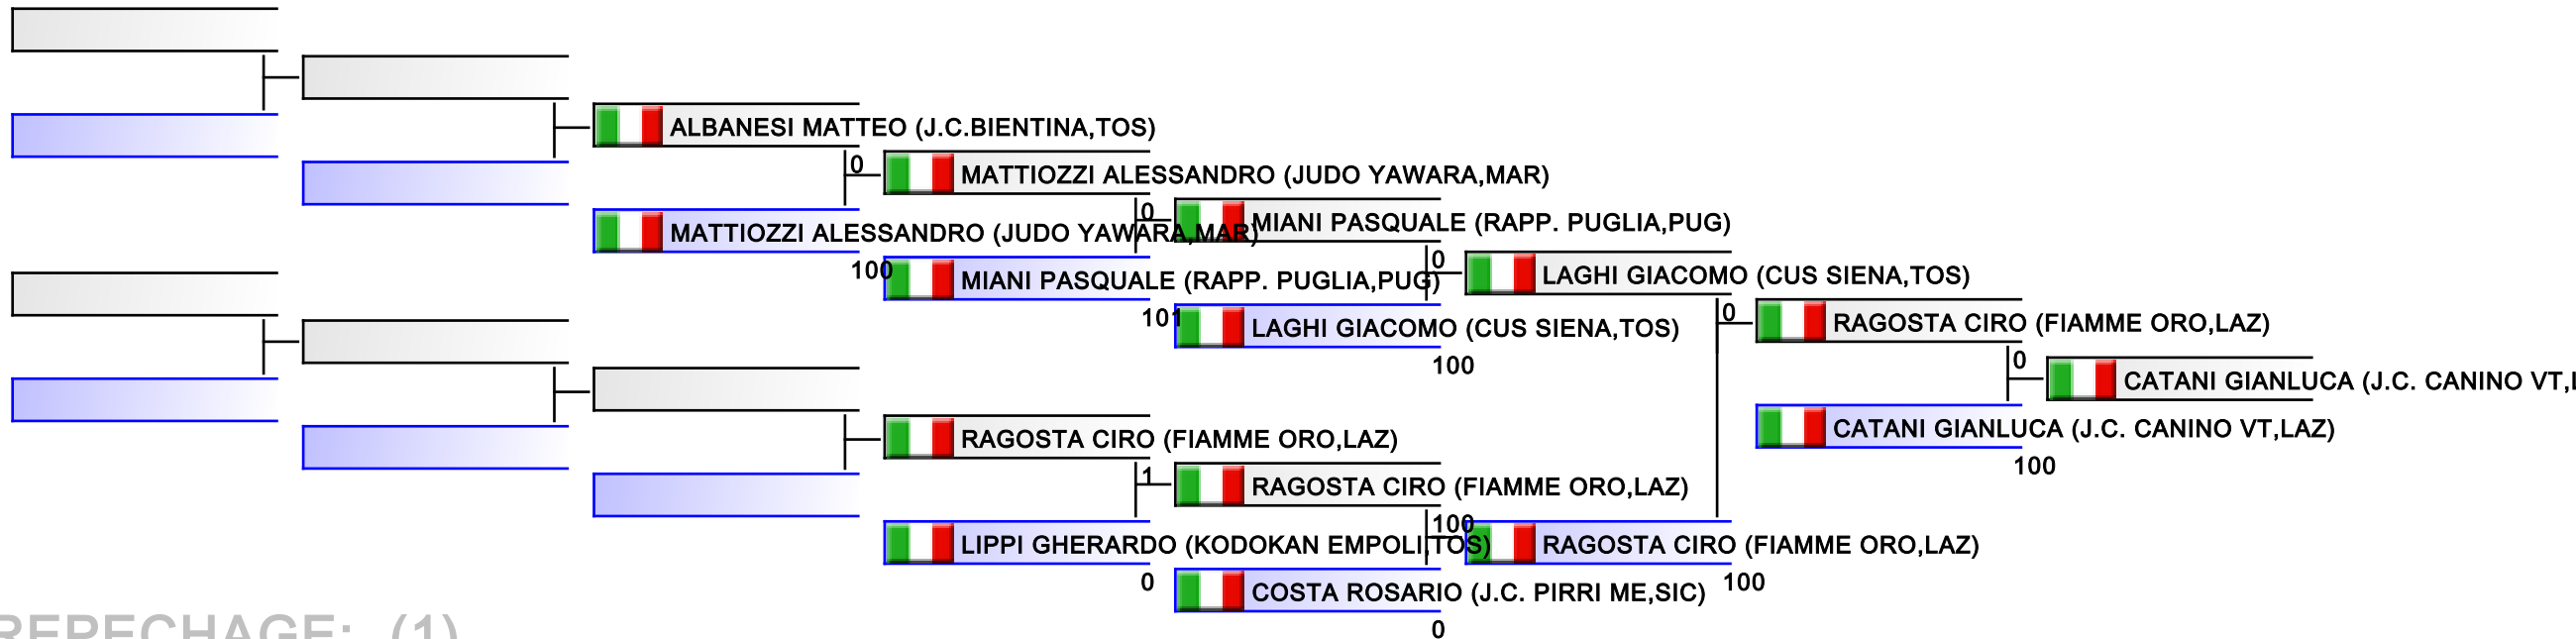 ALBANESI MATTEO (J.C.BIENTINA,TOS)
0
MATTIOZZI ALESSANDRO (JUDO YAWARA,MAR)
0
MIANI PASQUALE (RAPP. PUGLIA,PUG)
MATTIOZZI ALESSANDRO (JUDO YAWARA,MAR)
100
0
MIANI PASQUALE (RAPP. PUGLIA,PUG)
LAGHI GIACOMO (CUS SIENA,TOS)
101
0
LAGHI GIACOMO (CUS SIENA,TOS)
RAGOSTA CIRO (FIAMME ORO,LAZ)
100
0
CATANI GIANLUCA (J.C. CANINO VT,
RAGOSTA CIRO (FIAMME ORO,LAZ)
CATANI GIANLUCA (J.C. CANINO VT,LAZ)
1
100
RAGOSTA CIRO (FIAMME ORO,LAZ)
100
LIPPI GHERARDO (KODOKAN EMPOLI,TOS)
RAGOSTA CIRO (FIAMME ORO,LAZ)
0
100
COSTA ROSARIO (J.C. PIRRI ME,SIC)
0
REPECHAGE: (1)